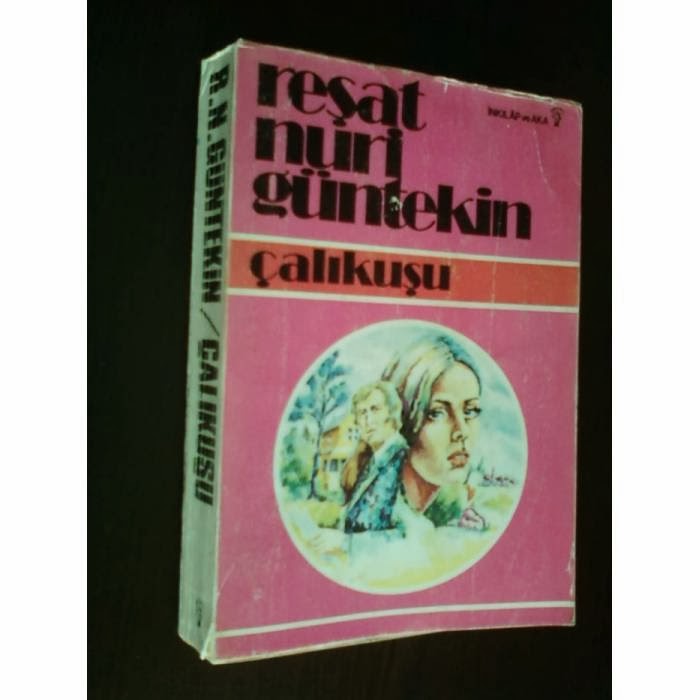 reşat
nuri
güntekin
İNKILÂP ve AKA
çalıkuşu
R.N.GÜNTEKİN / ÇALIKUŞU